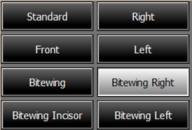 Standard Right
Front Left
Bitewing Bitewing Right
Bitewing Incisor Bitewing Left